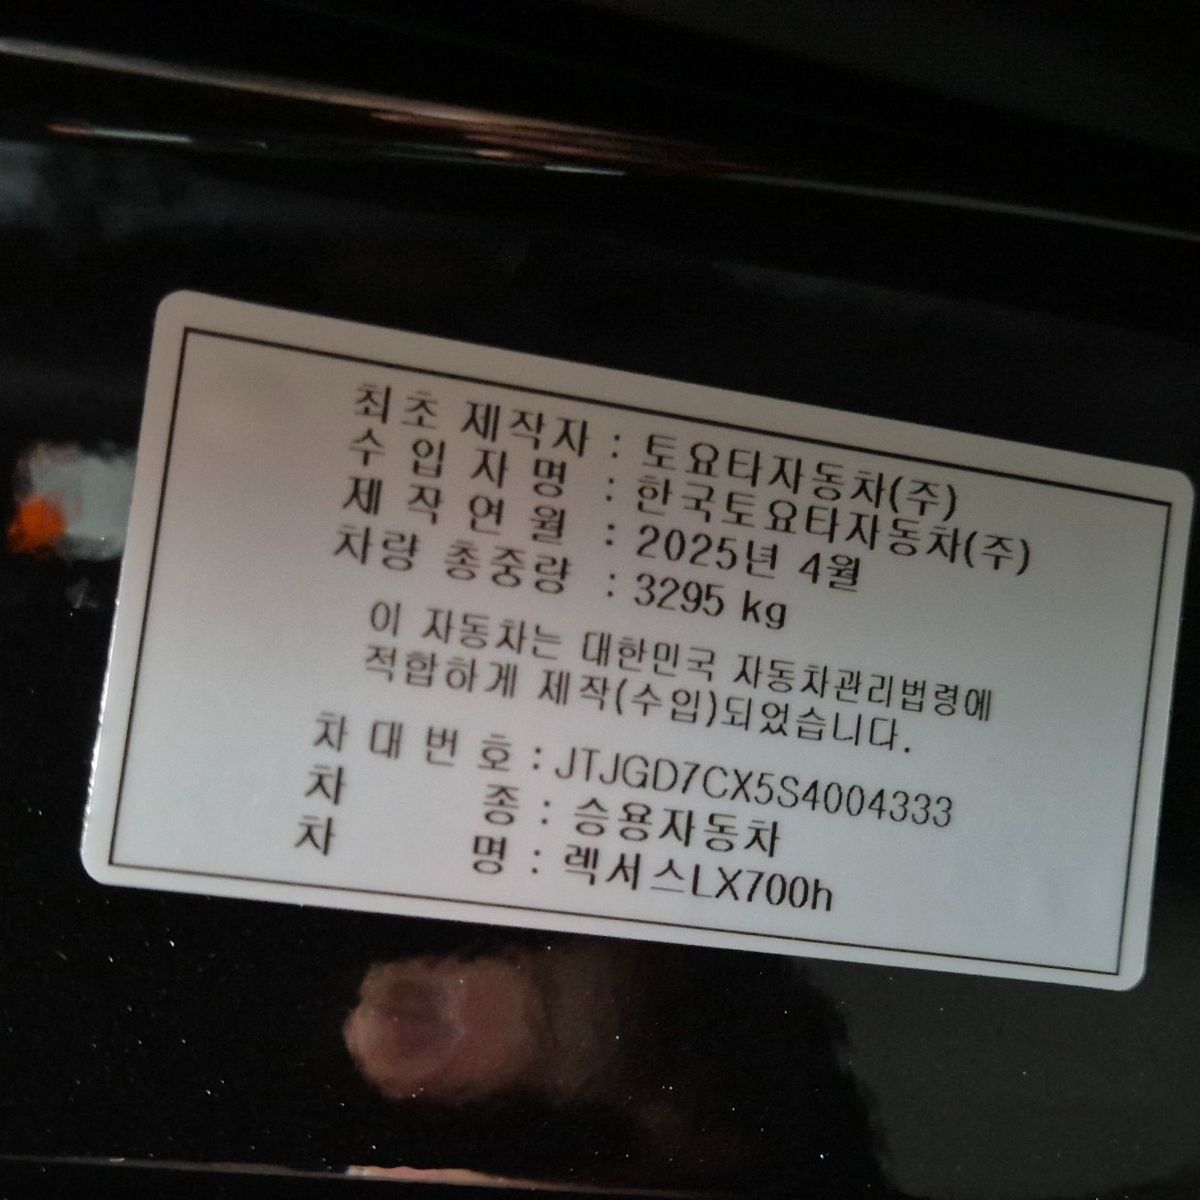 최초 제작자 : 토요타자동차(주)
수입자명 : 한국토요타자동차(주)
제작연월 : 2025년 4월
차량 총중량 : 3295 kg
이 자동차는 대한민국 자동차관리법령에
적합하게 제작(수입)되었습니다.
차대번호 : JTJGD7CX5S4004333
차종 : 승용자동차
차명 : 렉서스LX700h